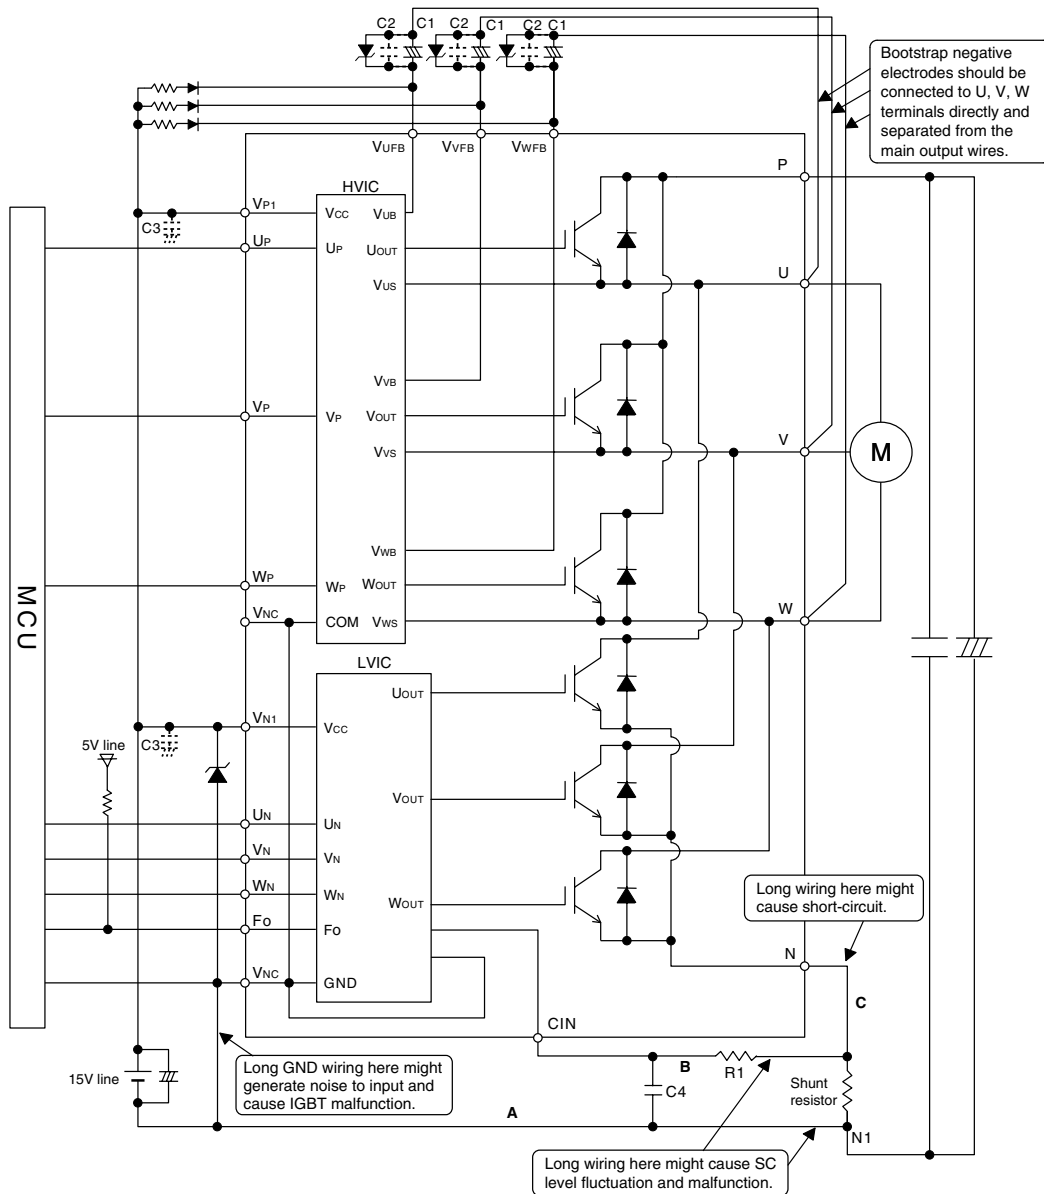 C2 C1 C2 C1 C2 C1
Bootstrap negative
electrodes should be
connected to U, V, W
terminals directly and
separated from the
main output wires.
VUFB VVFB VWFB
P
HVIC
VP1 VCC VUB
C3
UP UP UOUT
U
VUS
VVB
VP VP VOUT
V
VVS
M
VWB
WP WP WOUT
W
VNC COM VWS
MCU
LVIC
UOUT
VN1 VCC
5V line C3
VOUT
UN UN
VN VN
WN WN
WOUT
Long wiring here might
cause short-circuit.
Fo Fo
N
VNC GND
C
CIN
Long GND wiring here might
generate noise to input and
cause IGBT malfunction.
15V line
B R1
C4
Shunt
resistor
A
N1
Long wiring here might cause SC
level fluctuation and malfunction.